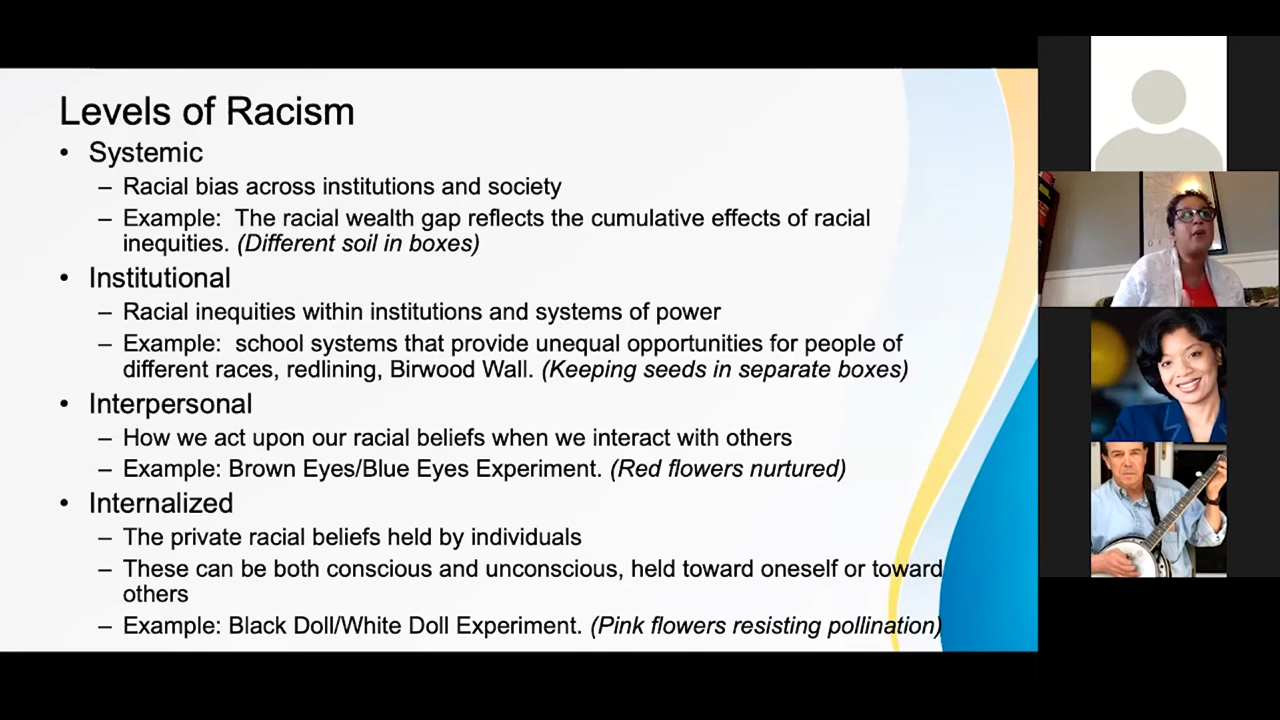 Levels of Racism
• Systemic
– Racial bias across institutions and society
– Example:  The racial wealth gap reflects the cumulative effects of racial
inequities. (Different soil in boxes)
• Institutional
– Racial inequities within institutions and systems of power
– Example:  school systems that provide unequal opportunities for people of
different races, redlining, Birwood Wall. (Keeping seeds in separate boxes)
• Interpersonal
– How we act upon our racial beliefs when we interact with others
– Example: Brown Eyes/Blue Eyes Experiment. (Red flowers nurtured)
• Internalized
– The private racial beliefs held by individuals
– These can be both conscious and unconscious, held toward oneself or toward
others
– Example: Black Doll/White Doll Experiment. (Pink flowers resisting pollination)